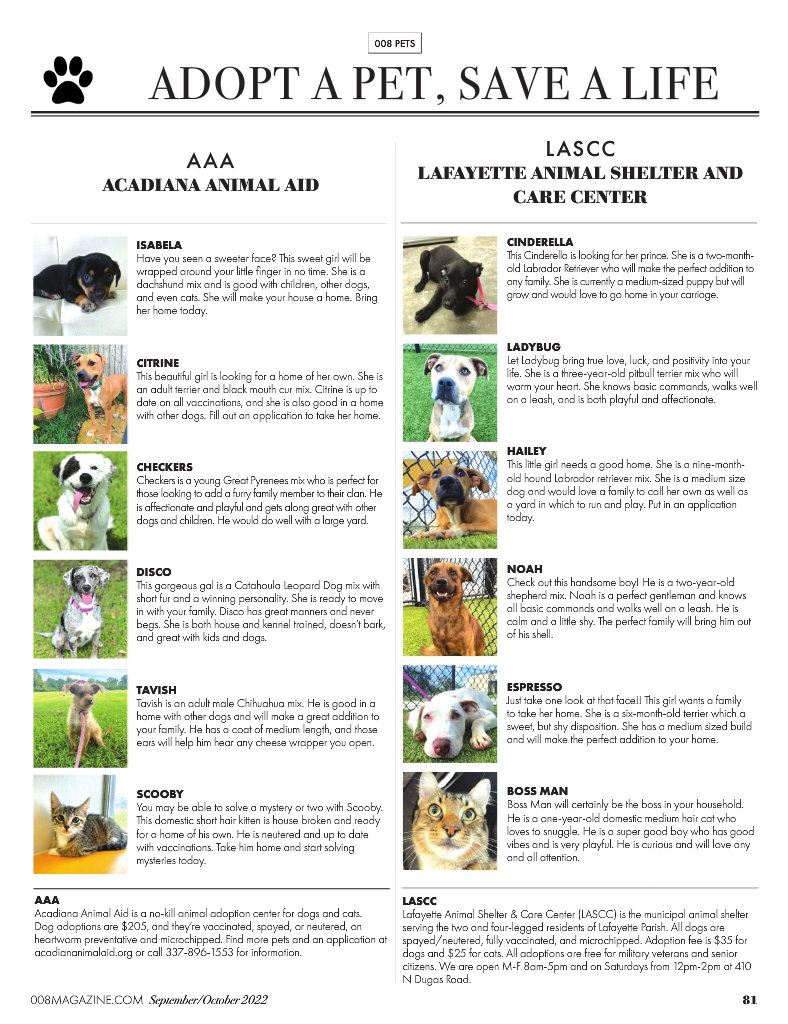 008 PETS
ADOPT A PET, SAVE A LIFE
AAA
ACADIANA ANIMAL AID
ISABELA
Have you seen a sweeter face? This sweet girl will be
wrapped around your little finger in no time. She is a
dachshund mix and is good with children, other dogs,
and even cats. She will make your house a home. Bring
her home today.
CITRINE
This beautiful girl is looking for a home of her own. She is
an adult terrier and black mouth cur mix. Citrine is up to
date on all vaccinations, and she is also good in a home
with other dogs. Fill out on application to take her home.
CHECKERS
Checkers is a young Great Pyrenees mix who is perfect for
those looking to add a furry family member to their clan. He
is affectionate and playful and gets along great with other
dogs and children. He would do well with a large yard.
DISCO
This gorgeous gal is a Catahoula Leopard Dog mix with
short fur and a winning personality. She is ready to move
in with your family. Disco has great manners and never
begs. She is both house and kennel trained, doesn't bark,
and great with kids and dogs.
TAVISH
Tavish is an adult male Chihuahua mix. He is good in a
home with other dogs and will make a great addition to
your family. He has a coat of medium length, and those
ears will help him hear any cheese wrapper you open.
SCOOBY
You may be able to solve a mystery or two with Scooby.
This domestic short hair kitten is house broken and ready
for a home of his own. He is neutered and up to date
with vaccinations. Take him home and start solving
mysteries today.
AAA
Acadiana Animal Aid is a no-kill animal adoption center for dogs and cats.
Dog adoptions are $205, and they're vaccinated, spayed, or neutered, on
heartworm preventative and microchipped. Find more pets and an application at
acadianaanimalaid.org or call 337-896-1553 for information.
LASCC
LAFAYETTE ANIMAL SHELTER AND
CARE CENTER
CINDERELLA
This Cinderella is looking for her prince. She is a two-month-
old Labrador Retriever who will make the perfect addition to
any family. She is currently a medium-sized puppy but will
grow and would love to go home in your carriage.
LADYBUG
Let Ladybug bring true love, luck, and positivity into your
life. She is a three-year-old pitbull terrier mix who will
warm your heart. She knows basic commands, walks well
on a leash, and is both playful and affectionate.
HAILEY
This little girl needs a good home. She is a nine-month-
old hound Labrador retriever mix. She is a medium size
dog and would love a family to call her own as well as
a yard in which to run and play. Put in an application
today.
NOAH
Check out this handsome boy! He is a two-year-old
shepherd mix. Noah is a perfect gentleman and knows
all basic commands and walks well on a leash. He is
calm and a little shy. The perfect family will bring him out
of his shell.
ESPRESSO
Just take one look at that face!! This girl wants a family
to take her home. She is a six-month-old terrier which a
sweet, but shy disposition. She has a medium sized build
and will make the perfect addition to your home.
BOSS MAN
Boss Man will certainly be the boss in your household.
He is a one-year-old domestic medium hair cat who
loves to snuggle. He is a super good boy who has good
vibes and is very playful. He is curious and will love any
and all attention.
LASCC
Lafayette Animal Shelter & Care Center (LASCC) is the municipal animal shelter
serving the two and four-legged residents of Lafayette Parish. All dogs are
spayed/neutered, fully vaccinated, and microchipped. Adoption fee is $35 for
dogs and $25 for cats. All adoptions are free for military veterans and senior
citizens. We are open M-F 8am-5pm and on Saturdays from 12pm-2pm at 410
N Dugas Road.
008MAGAZINE.COM September/October 2022
81